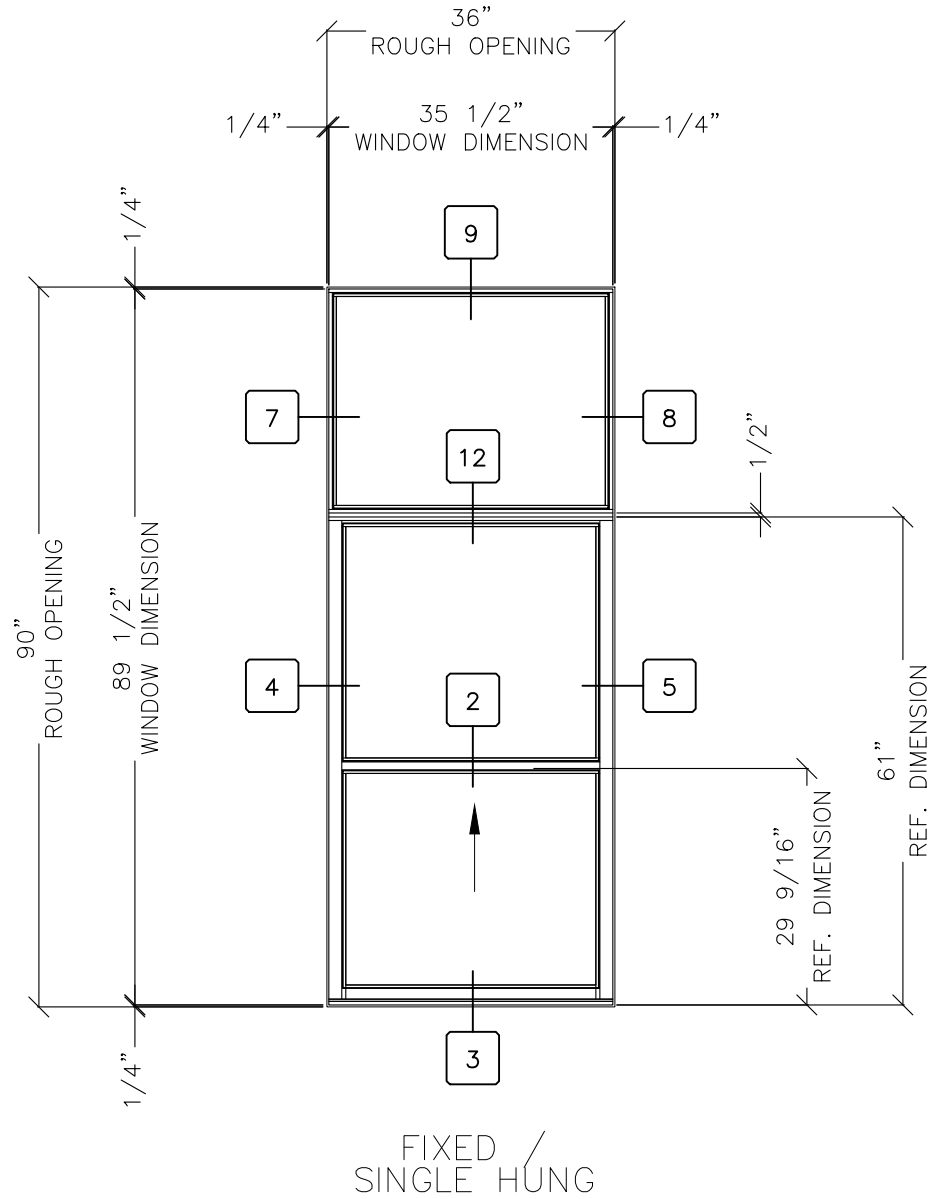 36”
ROUGH OPENING
1/4”
35 1/2”
WINDOW DIMENSION
1/4”
1/4”
9
7
8
12
1/2”
90”
ROUGH OPENING
89 1/2”
WINDOW DIMENSION
4
2
5
61”
REF. DIMENSION
29 9/16”
REF. DIMENSION
3
1/4”
FIXED /
SINGLE HUNG